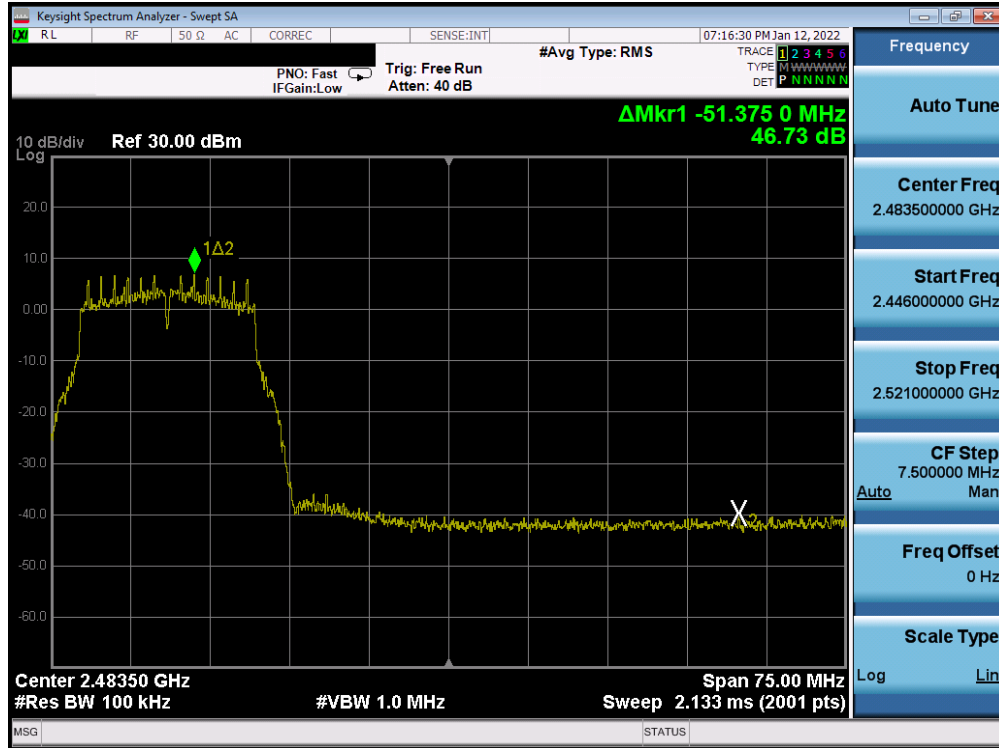 Keysight Spectrum Analyzer - Swept SA
LXI RL RF 50 Ω AC CORREC SENSE:INT 07:16:30 PM Jan 12, 2022
#Avg Type: RMS TRACE 1 2 3 4 5 6
PNO: Fast Trig: Free Run TYPE M WWWWW
IFGain:Low Atten: 40 dB DET P N N N N N
ΔMkr1 -51.375 0 MHz
46.73 dB
10 dB/div Ref 30.00 dBm
Log
20.0
1Δ2
10.0
0.00
-10.0
-20.0
-30.0
-40.0
X2
-50.0
-60.0
Center 2.48350 GHz Span 75.00 MHz
#Res BW 100 kHz #VBW 1.0 MHz Sweep 2.133 ms (2001 pts)
MSG STATUS
Frequency
Auto Tune
Center Freq
2.483500000 GHz
Start Freq
2.446000000 GHz
Stop Freq
2.521000000 GHz
CF Step
7.500000 MHz
Auto Man
Freq Offset
0 Hz
Scale Type
Log Lin